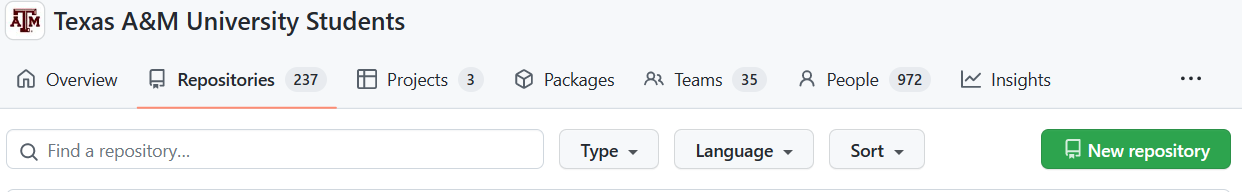 ATM Texas A&M University Students
Overview Repositories 237 Projects 3 Packages Teams 35 People 972 Insights ...
Find a repository... Type Language Sort New repository